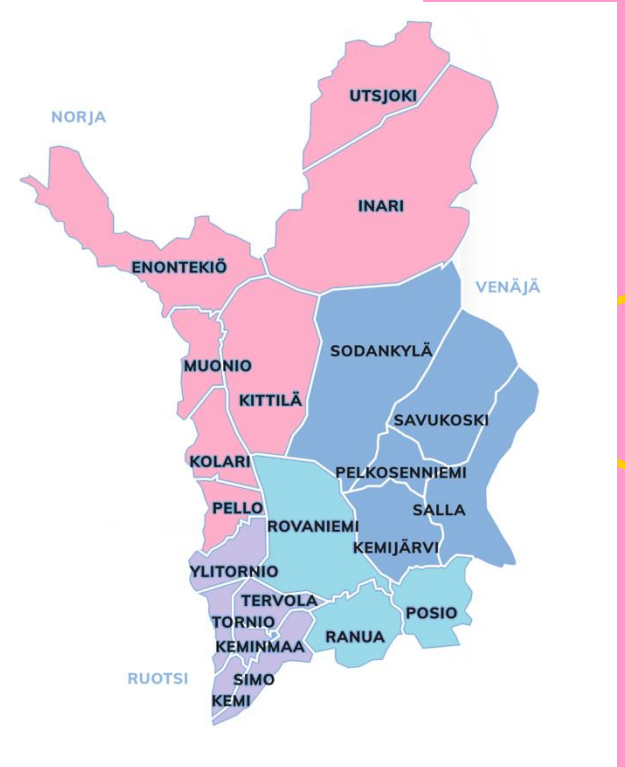 UTSJOKI
NORJA
INARI
ENONTEKIÖ
VENÄJÄ
SODANKYLÄ
MUONIO
KITTILÄ
SAVUKOSKI
KOLARI
PELKOSENNIEMI
PELLO
SALLA
ROVANIEMI
KEMIJÄRVI
YLITORNIO
TERVOLA
POSIO
TORNIO
RANUA
KEMINMAA
RUOTSI
SIMO
KEMI